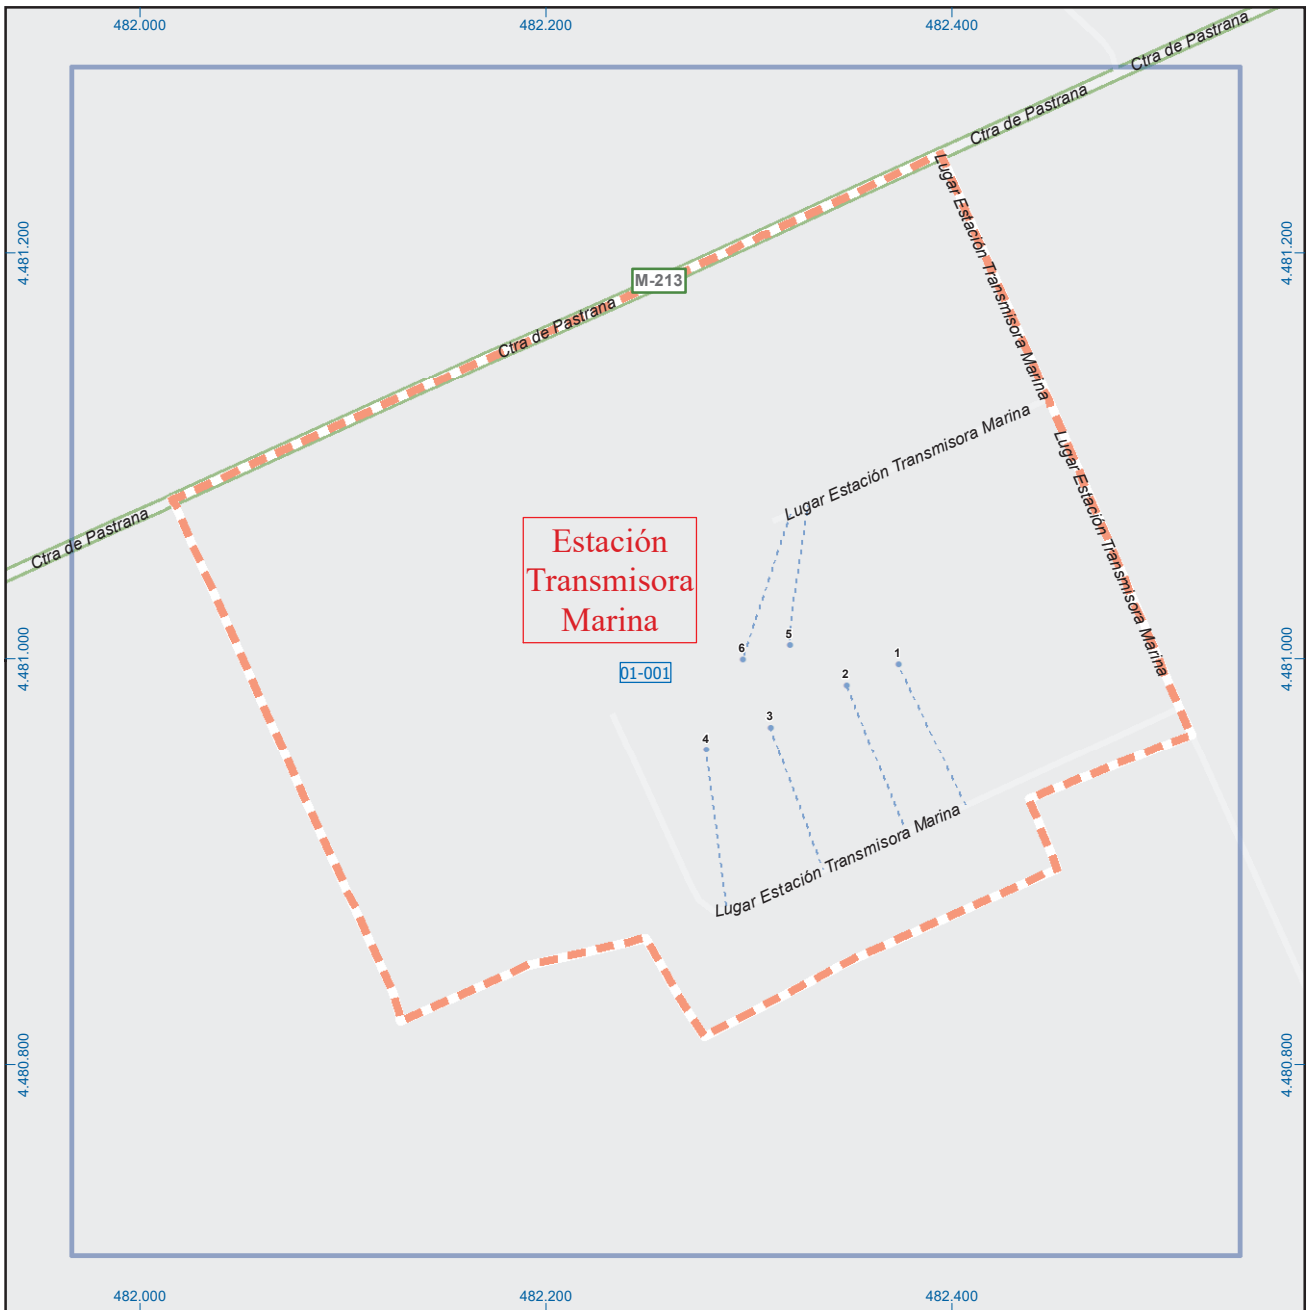 482.000
482.200
482.400
Ctra de Pastrana
Ctra de Pastrana
Lugar Estación Transmisora Marina
4.481.200
4.481.200
M-213
Ctra de Pastrana
Lugar Estación Transmisora Marina
Lugar Estación Transmisora Marina
Ctra de Pastrana
Estación
Transmisora
Marina
01-001
6
5
1
2
3
4
4.481.000
4.481.000
Lugar Estación Transmisora Marina
4.480.800
4.480.800
482.000
482.200
482.400